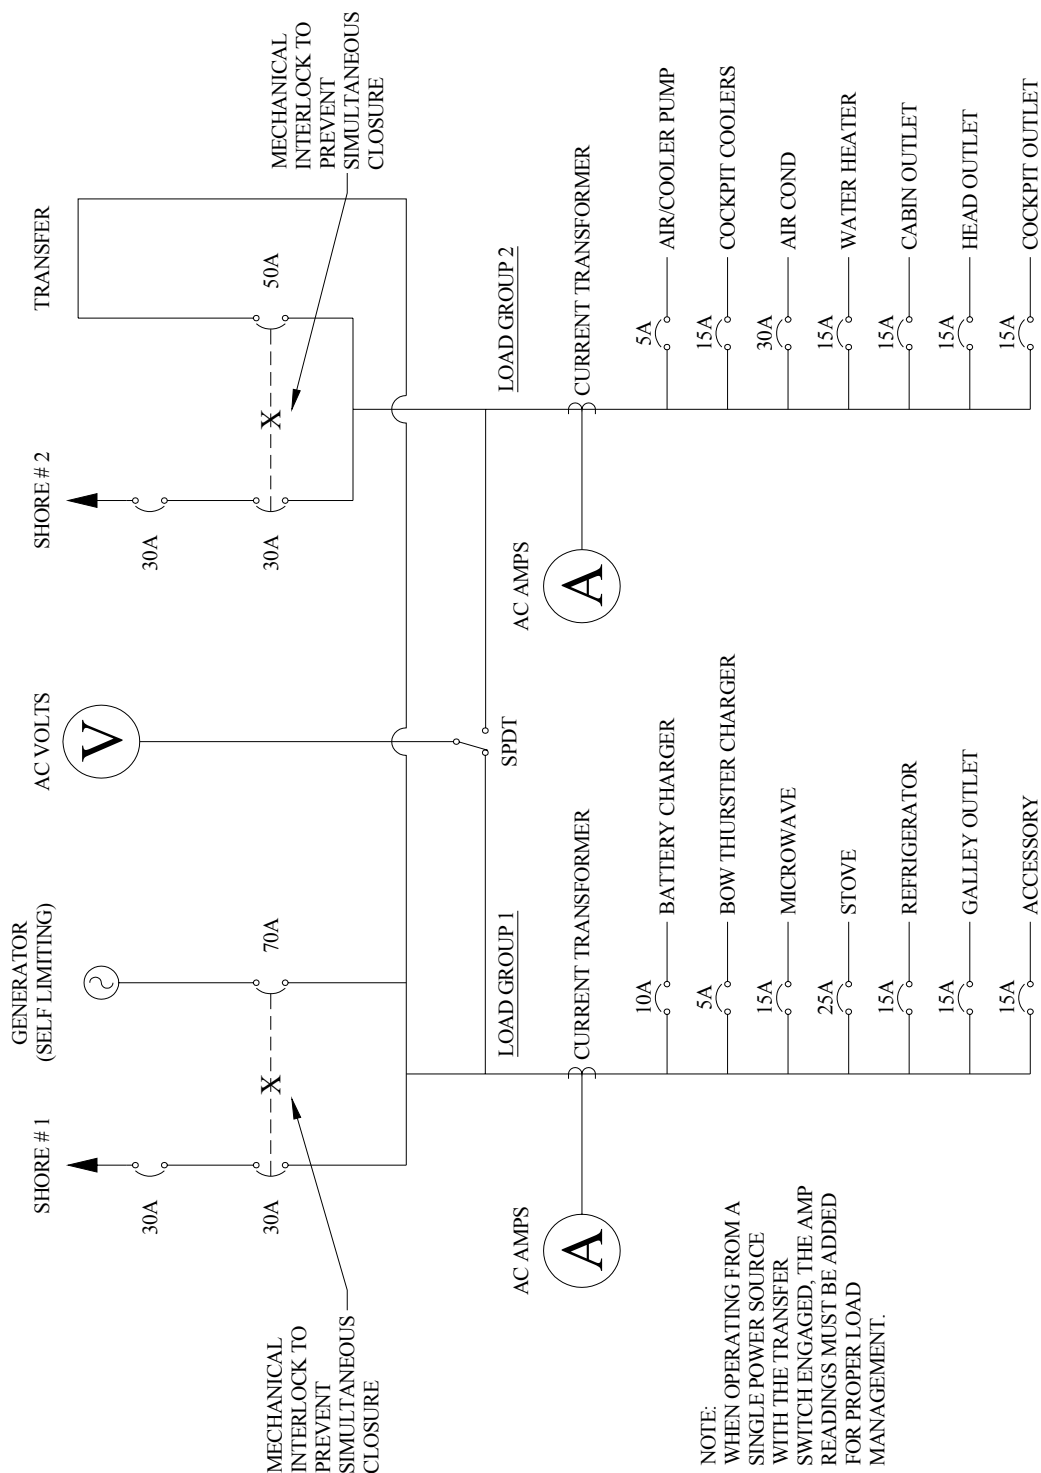 MECHANICAL
INTERLOCK TO
PREVENT
SIMULTANEOUS
CLOSURE
SHORE # 1
30A
30A
GENERATOR
(SELF LIMITING)
70A
X
AC VOLTS
V
SHORE # 2
30A
30A
TRANSFER
50A
X
MECHANICAL
INTERLOCK TO
PREVENT
SIMULTANEOUS
CLOSURE
SPDT
AC AMPS
A
LOAD GROUP 1
CURRENT TRANSFORMER
10A BATTERY CHARGER
5A BOW THURSTER CHARGER
15A MICROWAVE
25A STOVE
15A REFRIGERATOR
15A GALLEY OUTLET
15A ACCESSORY
AC AMPS
A
LOAD GROUP 2
CURRENT TRANSFORMER
5A AIR/COOLER PUMP
15A COCKPIT COOLERS
30A AIR COND
15A WATER HEATER
15A CABIN OUTLET
15A HEAD OUTLET
15A COCKPIT OUTLET
NOTE:
WHEN OPERATING FROM A
SINGLE POWER SOURCE
WITH THE TRANSFER
SWITCH ENGAGED, THE AMP
READINGS MUST BE ADDED
FOR PROPER LOAD
MANAGEMENT.